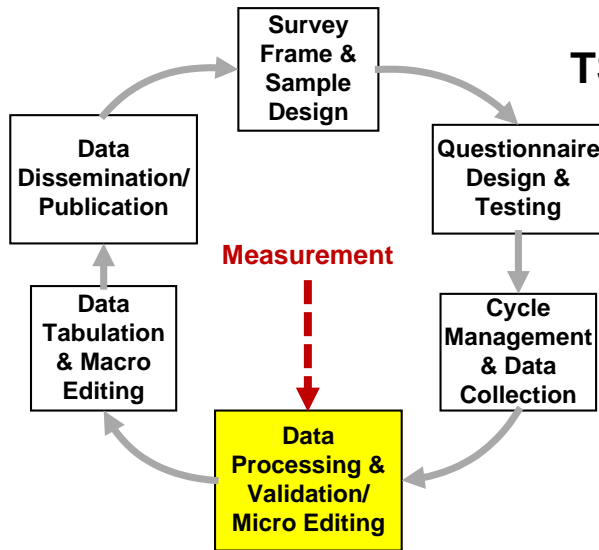 Survey
Frame &
Sample
Design
TS
Questionnaire
Design &
Testing
Cycle
Management
& Data
Collection
Data
Processing &
Validation/
Micro Editing
Data
Tabulation
& Macro
Editing
Data
Dissemination/
Publication
Measurement